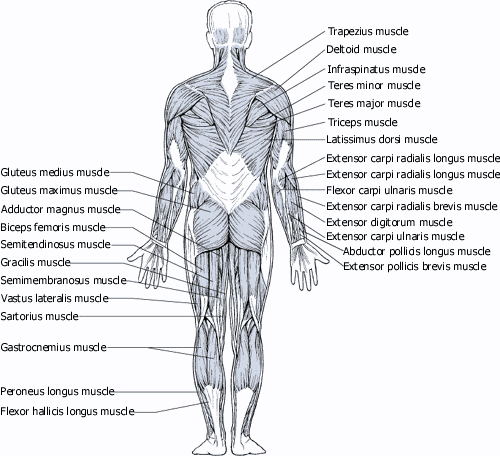 Trapezius muscle
Deltoid muscle
Infraspinatus muscle
Teres minor muscle
Teres major muscle
Triceps muscle
Latissimus dorsi muscle
Extensor carpi radialis longus muscle
Extensor carpi radialis longus muscle
Flexor carpi ulnaris muscle
Extensor carpi radialis brevis muscle
Extensor digitorum muscle
Extensor carpi ulnaris muscle
Abductor pollicis longus muscle
Extensor pollicis brevis muscle
Gluteus medius muscle
Gluteus maximus muscle
Adductor magnus muscle
Biceps femoris muscle
Semitendinosus muscle
Gracilis muscle
Semimembranosus muscle
Vastus lateralis muscle
Sartorius muscle
Gastrocnemius muscle
Peroneus longus muscle
Flexor hallicis longus muscle